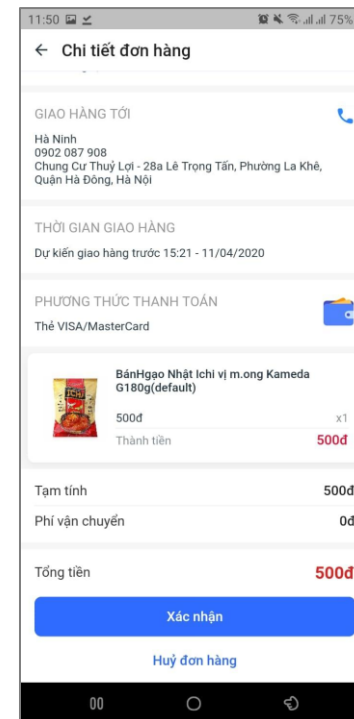 11:50 75%
Chi tiết đơn hàng
GIAO HÀNG TỚI
Hà Ninh
0902 087 908
Chung Cư Thuỷ Lợi - 28a Lê Trọng Tấn, Phường La Khê,
Quận Hà Đông, Hà Nội
THỜI GIAN GIAO HÀNG
Dự kiến giao hàng trước 15:21 - 11/04/2020
PHƯƠNG THỨC THANH TOÁN
Thẻ VISA/MasterCard
BánHgạo Nhật Ichi vị m.ong Kameda
G180g(default)
ICHI
500đ x1
Thành tiền 500đ
Tạm tính 500đ
Phí vận chuyển 0đ
Tổng tiền 500đ
Xác nhận
Huỷ đơn hàng